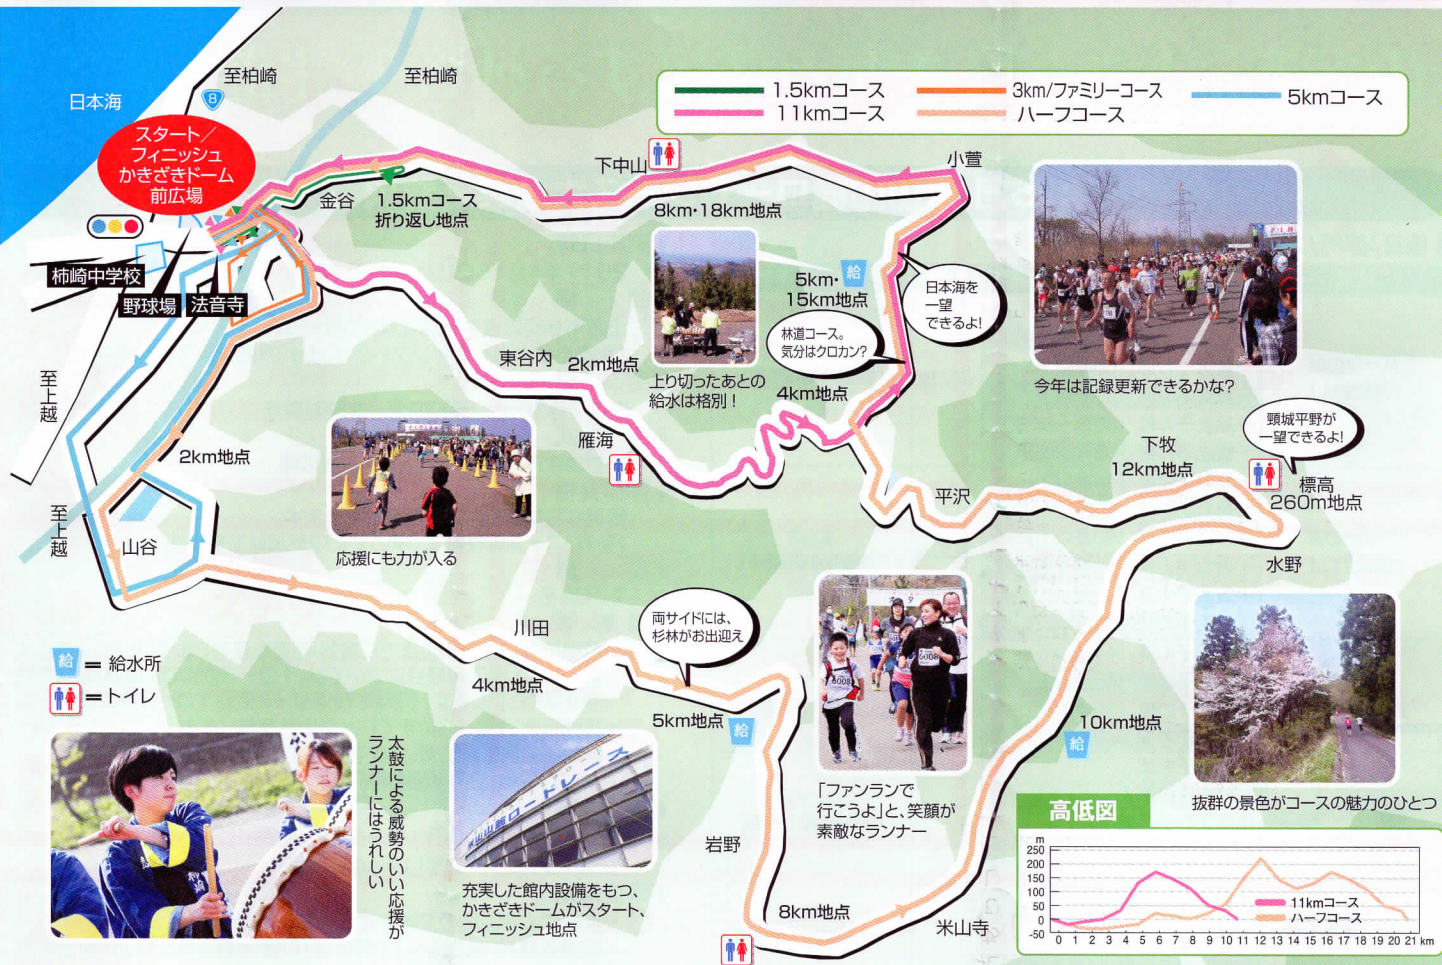 日本海
至柏崎
8
至柏崎
1.5kmコース
3km/ファミリーコース
5kmコース
11kmコース
ハーフコース
スタート/
フィニッシュ
かきざきドーム
前広場
金谷
1.5kmコース
折り返し地点
下中山
8km・18km地点
小萱
柿崎中学校
野球場
法音寺
5km・
15km地点
給
日本海を
一望
できるよ!
林道コース。
気分はクロカン?
上り切ったあとの
給水は格別！
4km地点
今年は記録更新できるかな?
東谷内
2km地点
雁海
至上越
至上越
2km地点
山谷
応援にも力が入る
頸城平野が
一望できるよ!
下牧
12km地点
標高
260m地点
平沢
水野
川田
4km地点
両サイドには、
杉林がお出迎え
5km地点
給
10km地点
給
給 = 給水所
=トイレ
太鼓による威勢のいい応援が
ランナーにはうれしい
米山山麓ロードレース
充実した館内設備をもつ、
かきざきドームがスタート、
フィニッシュ地点
6008
6008
「ファンランで
行こうよ」と、笑顔が
素敵なランナー
岩野
8km地点
米山寺
抜群の景色がコースの魅力のひとつ
高低図
m
250
200
150
100
50
0
-50
11kmコース
ハーフコース
0 1 2 3 4 5 6 7 8 9 10 11 12 13 14 15 16 17 18 19 20 21 km